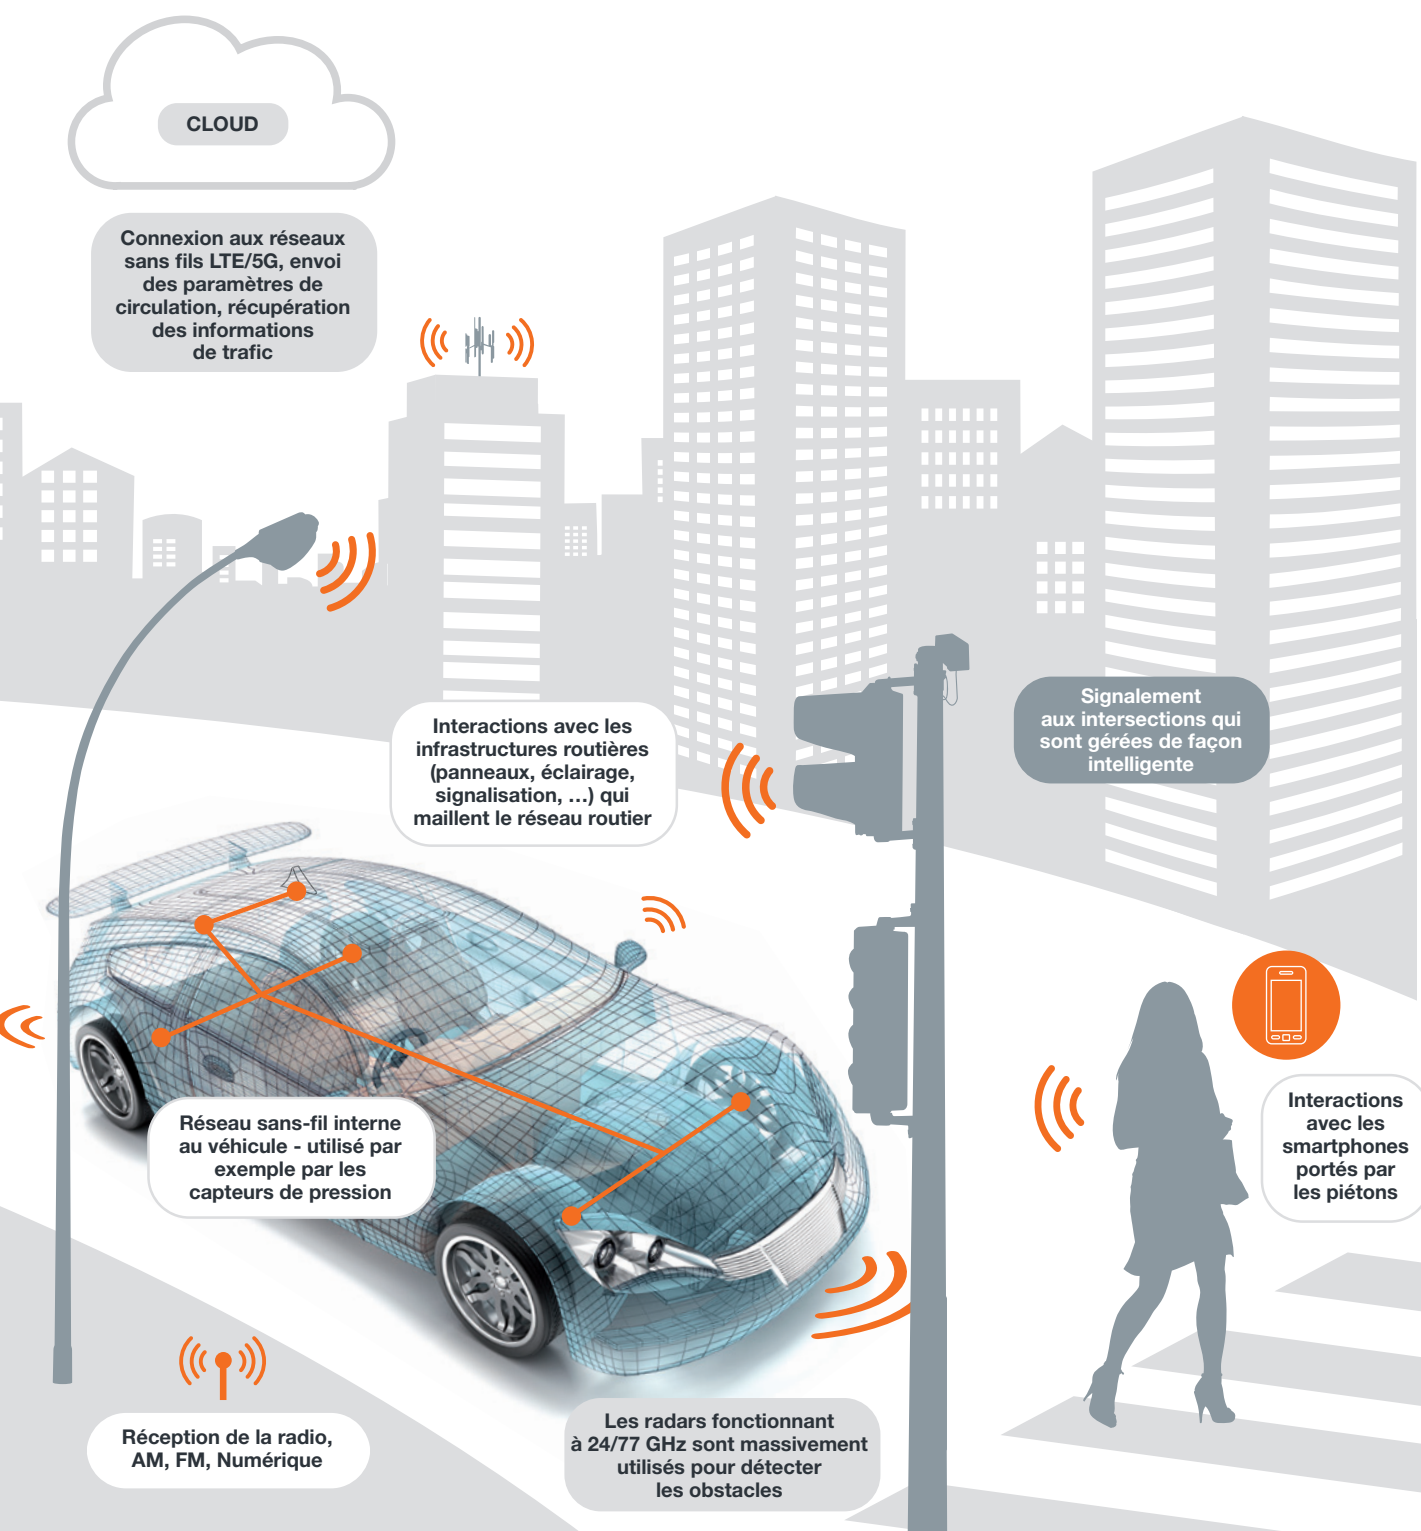 CLOUD
Connexion aux réseaux
sans fils LTE/5G, envoi
des paramètres de
circulation, récupération
des informations
de trafic
Interactions avec les
infrastructures routières
(panneaux, éclairage,
signalisation, ...) qui
maillent le réseau routier
Signalement
aux intersections qui
sont gérées de façon
intelligente
Réseau sans-fil interne
au véhicule - utilisé par
exemple par les
capteurs de pression
Interactions
avec les
smartphones
portés par
les piétons
Réception de la radio,
AM, FM, Numérique
Les radars fonctionnant
à 24/77 GHz sont massivement
utilisés pour détecter
les obstacles